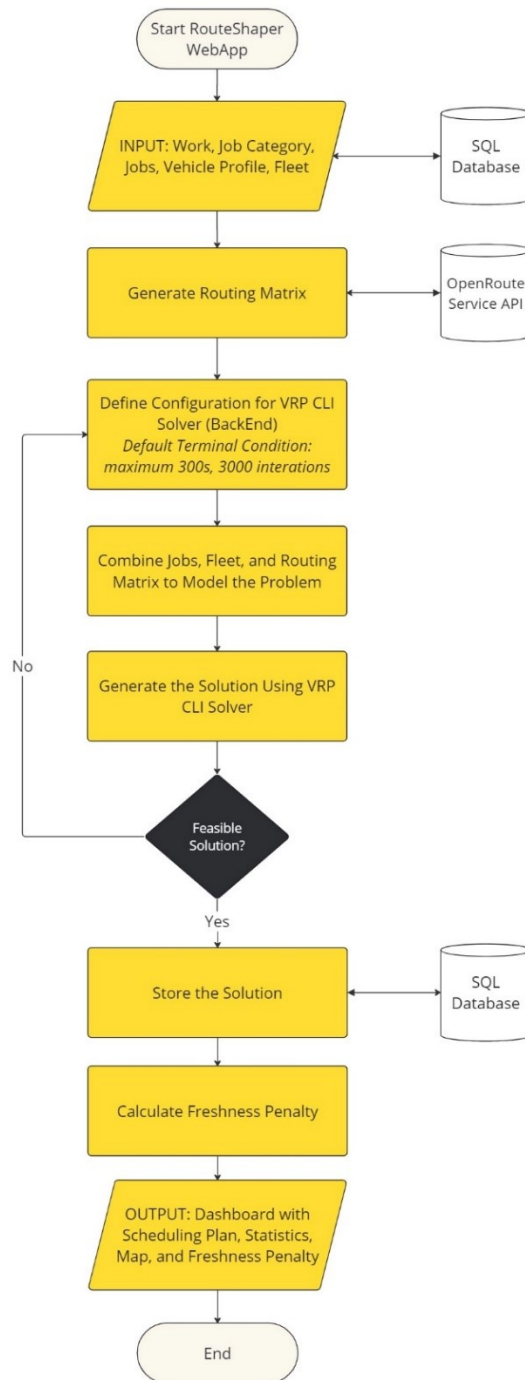 Start RouteShaper
WebApp
INPUT: Work, Job Category,
Jobs, Vehicle Profile, Fleet
SQL
Database
Generate Routing Matrix
OpenRoute
Service API
Define Configuration for VRP CLI
Solver (BackEnd)
Default Terminal Condition:
maximum 300s, 3000 interations
Combine Jobs, Fleet, and Routing
Matrix to Model the Problem
No
Generate the Solution Using VRP
CLI Solver
Feasible
Solution?
Yes
Store the Solution
SQL
Database
Calculate Freshness Penalty
OUTPUT: Dashboard with
Scheduling Plan, Statistics,
Map, and Freshness Penalty
End